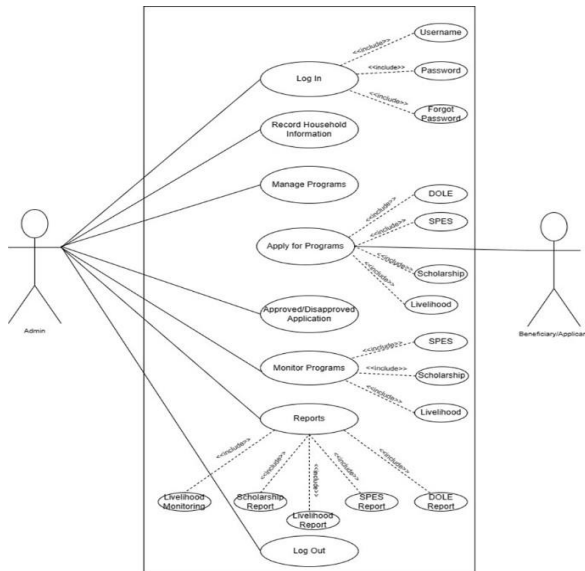 <<include>>
Username
<<include>>
Password
Log In
<<include>>
Forgot
Password
Record Household
Information
Manage Programs
<<include>>
DOLE
<<include>>
SPES
Apply for Programs
<<include>>
Scholarship
<<include>>
Livelihood
Admin
Beneficiary/Applican
Approved/Disapproved
Application
<<include>>
SPES
Monitor Programs
<<include>>
Scholarship
<<include>>
Livelihood
Reports
<<include>>
<<include>>
<<include>>
<<include>>
<<include>>
Livelihood
Monitoring
Scholarship
Report
Livelihood
Report
SPES
Report
DOLE
Report
Log Out